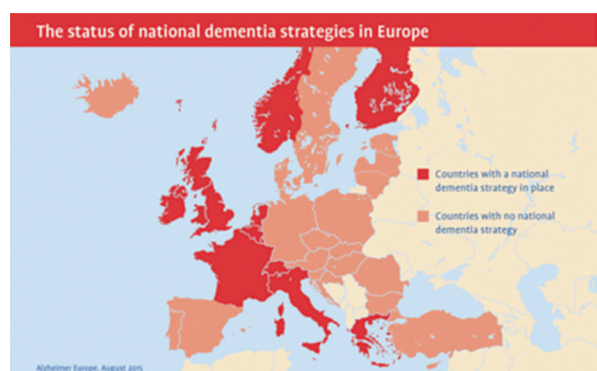 The status of national dementia strategies in Europe
Countries with a national
dementia strategy in place
Countries with no national
dementia strategy
Alzheimer Europe, August 2015